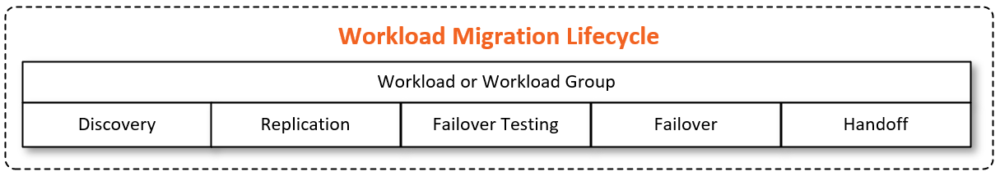 Workload Migration Lifecycle
Workload or Workload Group
Discovery
Replication
Failover Testing
Failover
Handoff